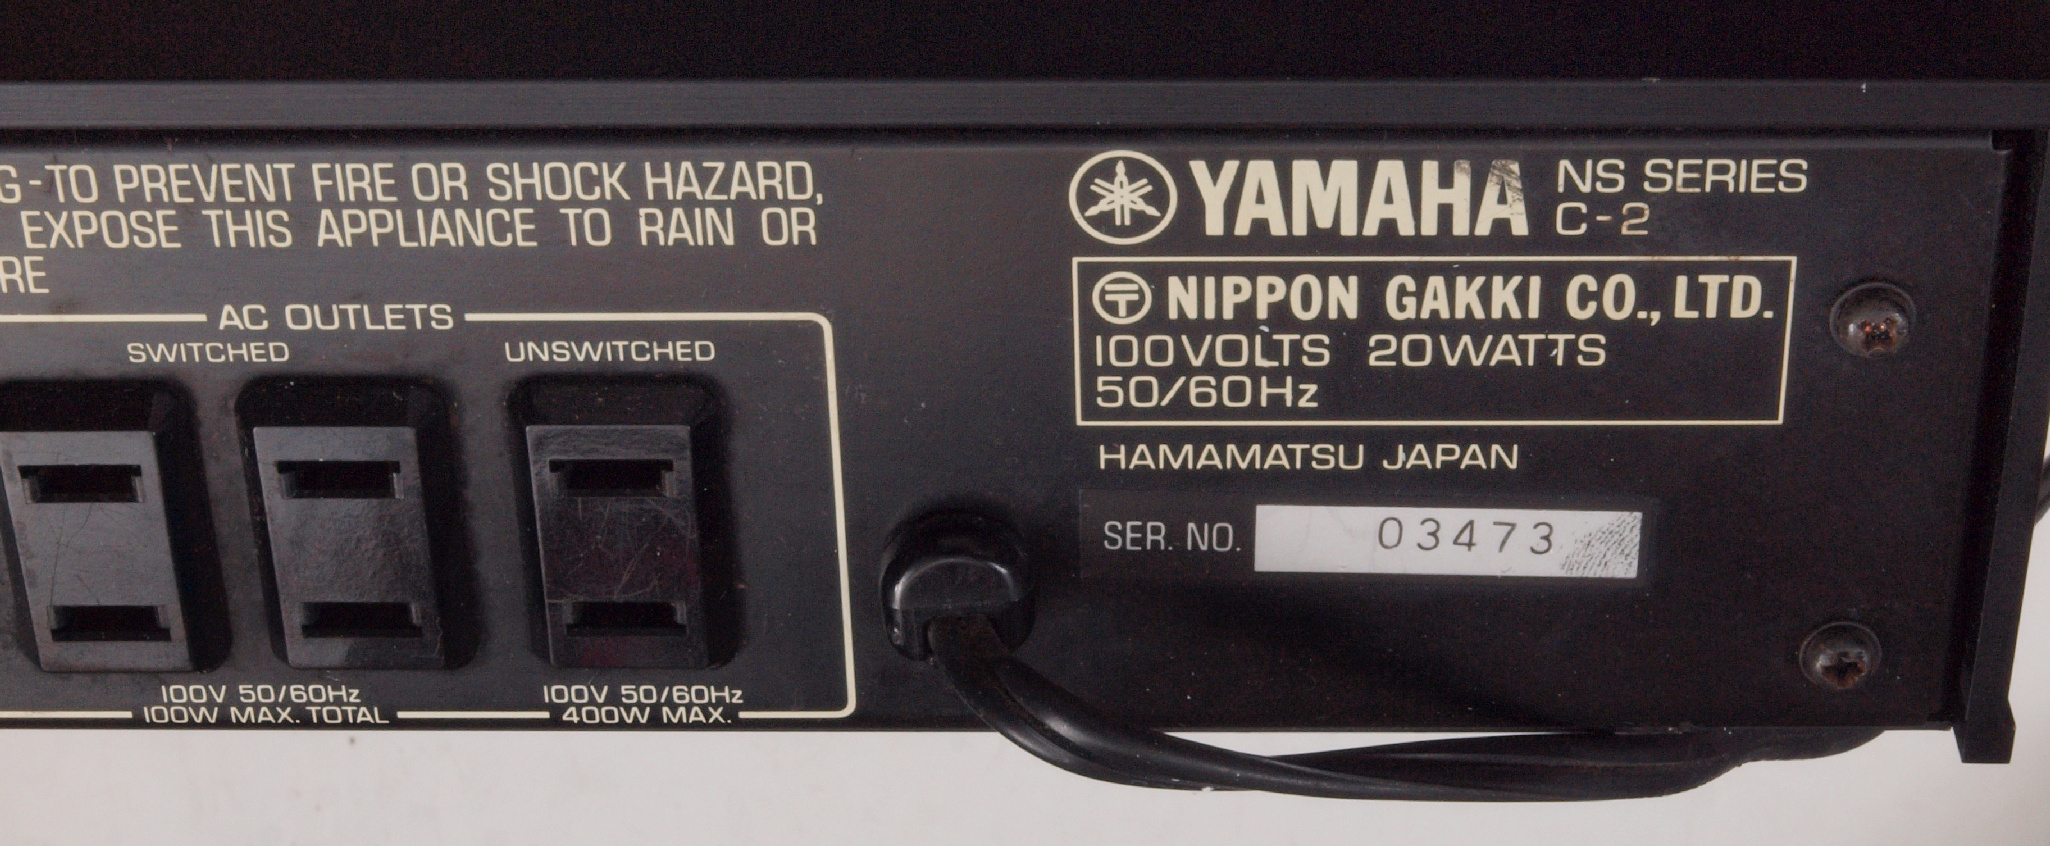 G-TO PREVENT FIRE OR SHOCK HAZARD,
EXPOSE THIS APPLIANCE TO RAIN OR
RE
AC OUTLETS
SWITCHED
UNSWITCHED
100V 50/60Hz
100W MAX. TOTAL
100V 50/60Hz
400W MAX.
YAMAHA
NS SERIES
C-2
〒 NIPPON GAKKI CO., LTD.
100VOLTS 20WATTS
50/60Hz
HAMAMATSU JAPAN
SER. NO. 03473